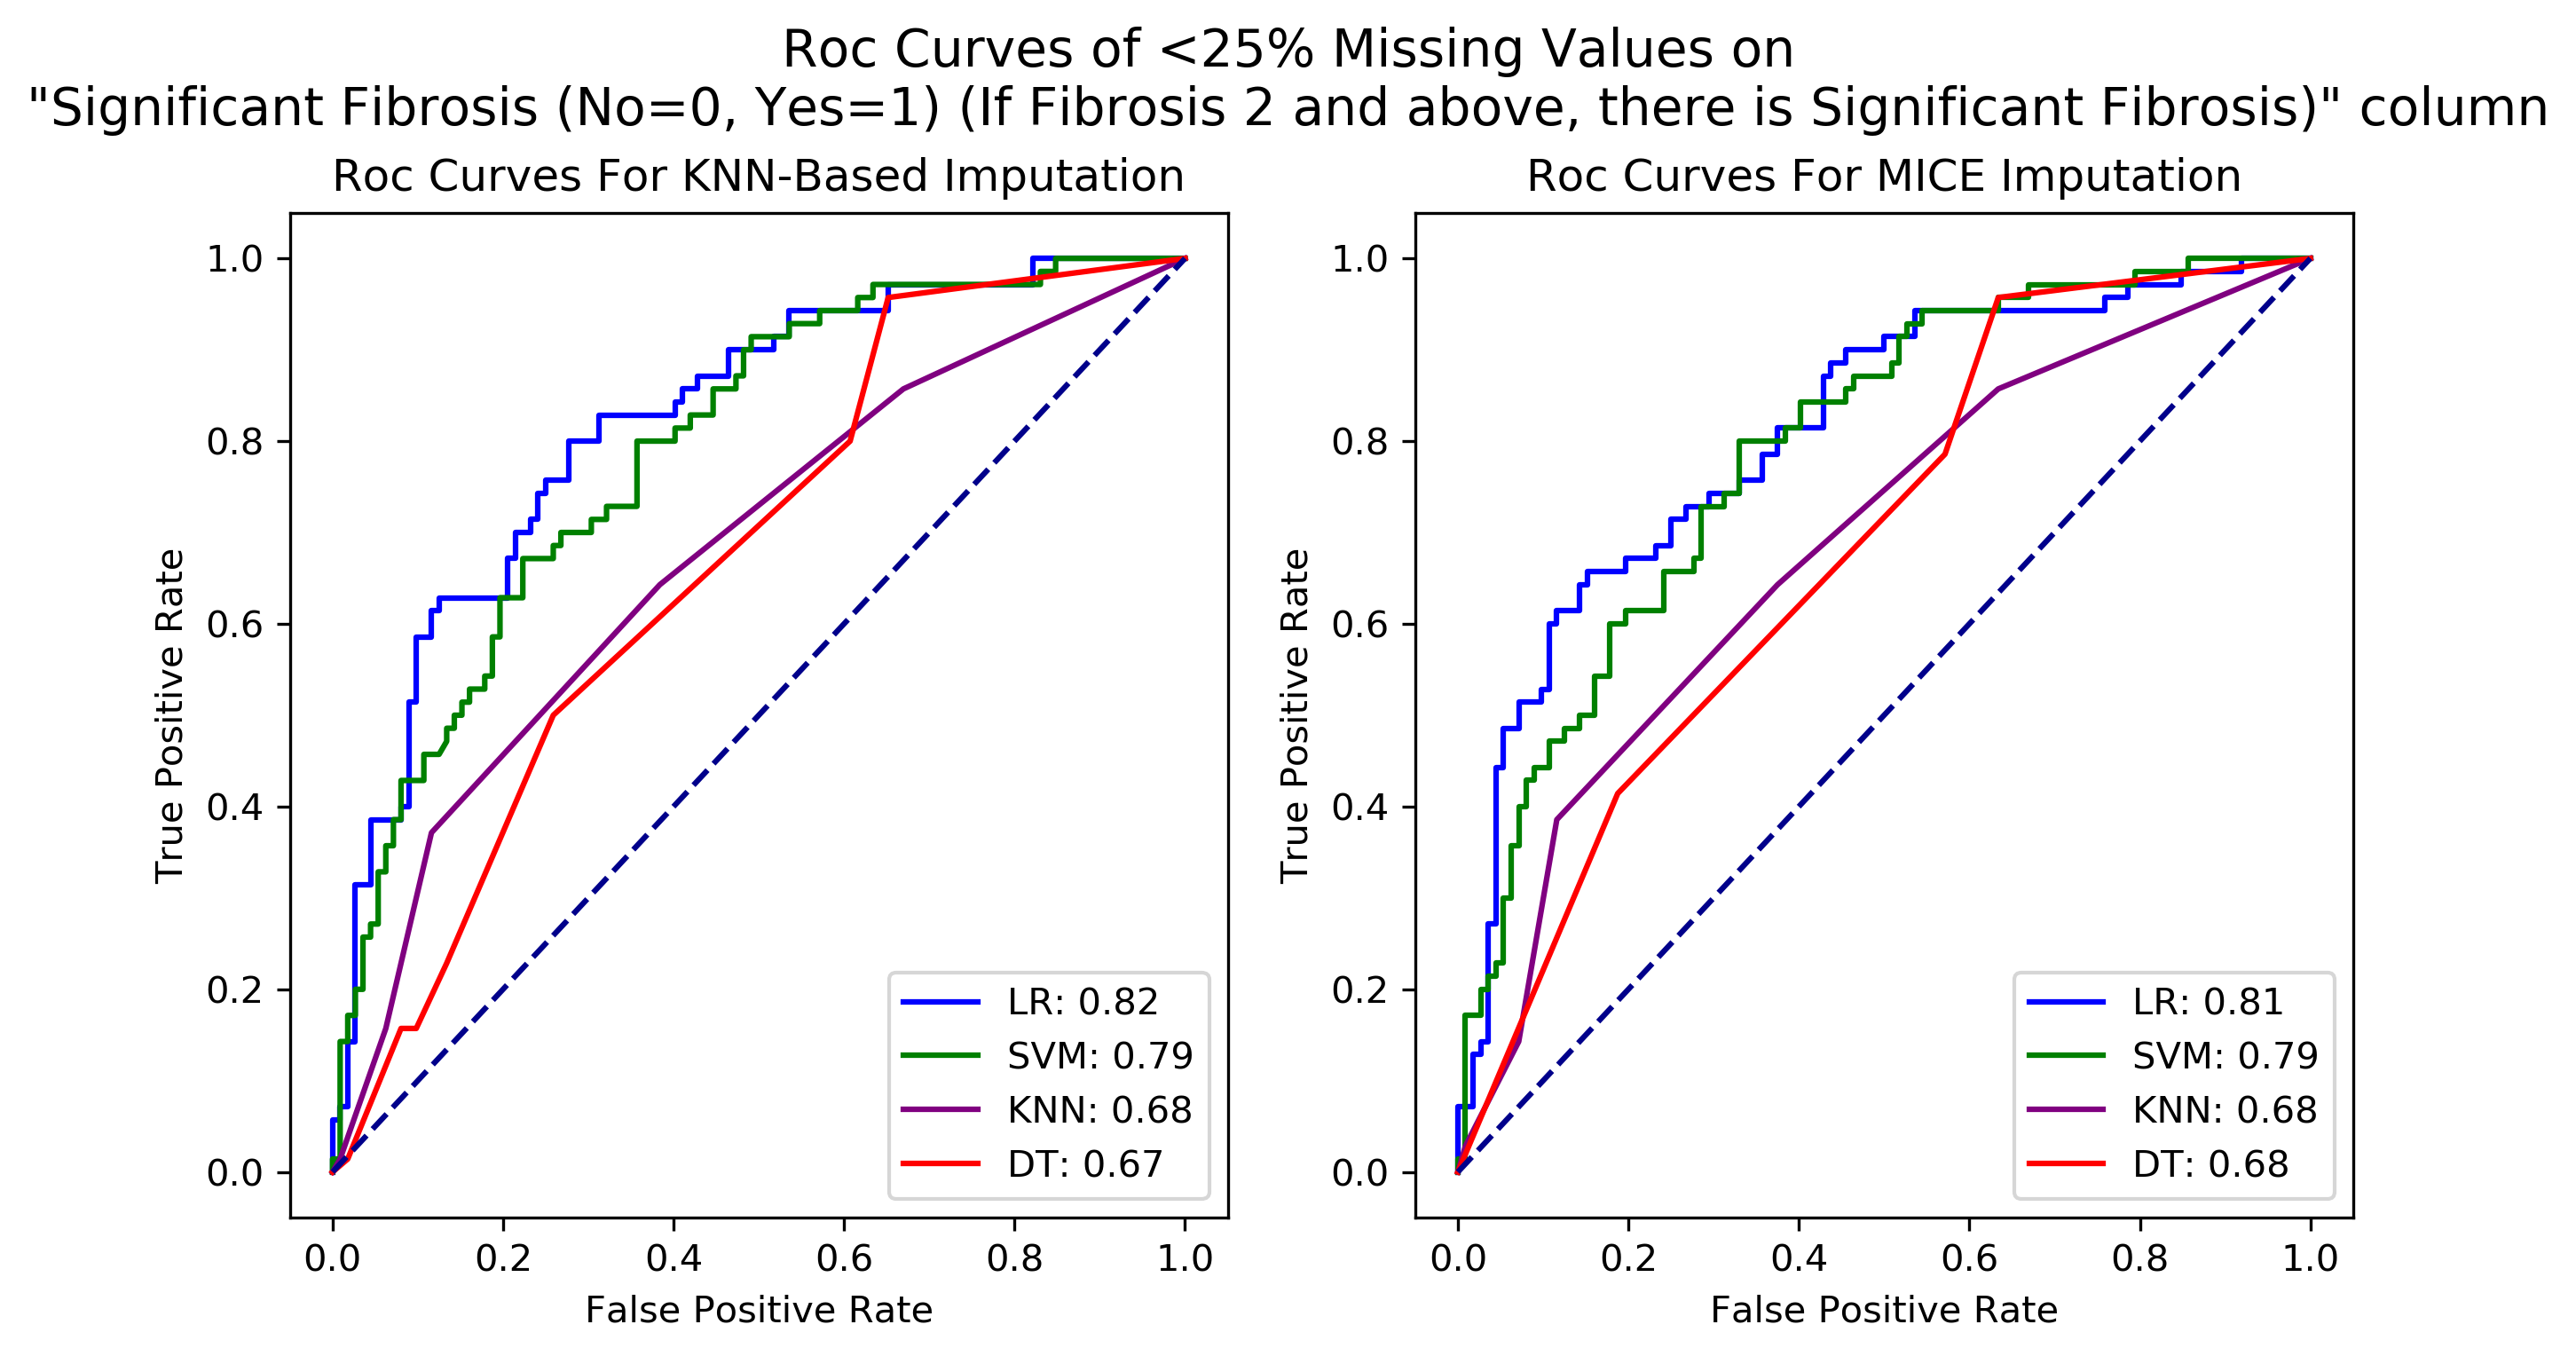 Roc Curves of <25% Missing Values on
"Significant Fibrosis (No=0, Yes=1) (If Fibrosis 2 and above, there is Significant Fibrosis)" column
Roc Curves For KNN-Based Imputation
1.0
0.8
0.6
0.4
0.2
0.0
True Positive Rate
0.0 0.2 0.4 0.6 0.8 1.0
False Positive Rate
LR: 0.82
SVM: 0.79
KNN: 0.68
DT: 0.67
Roc Curves For MICE Imputation
1.0
0.8
0.6
0.4
0.2
0.0
True Positive Rate
0.0 0.2 0.4 0.6 0.8 1.0
False Positive Rate
LR: 0.81
SVM: 0.79
KNN: 0.68
DT: 0.68